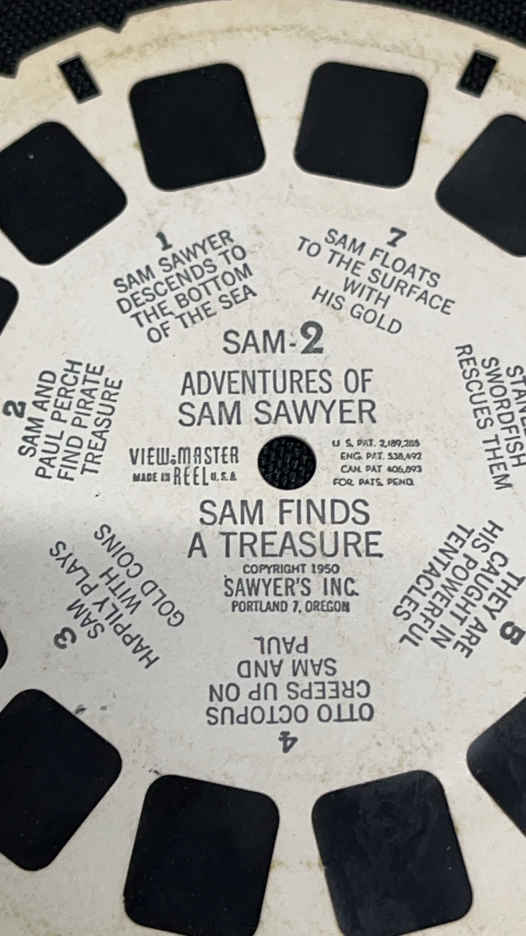 SAM-2
ADVENTURES OF
SAM SAWYER
VIEW-MASTER
MADE IN REEL U.S.A.
U S. PAT. 2,189,285
ENG. PAT. 538,492
CAN. PAT 406,893
FOR. PATS. PEND.
SAM FINDS
A TREASURE
COPYRIGHT 1950
SAWYER'S INC.
PORTLAND 7, OREGON
1
SAM SAWYER
DESCENDS TO
THE BOTTOM
OF THE SEA
2
SAM AND
PAUL PERCH
FIND PIRATE
TREASURE
3
SAM
HAPPILY PLAYS
WITH
GOLD COINS
4
OTTO OCTOPUS
CREEPS UP ON
SAM AND
PAUL
5
THEY ARE
CAUGHT IN
HIS POWERFUL
TENTACLES
SWORDFISH
RESCUES THEM
7
SAM FLOATS
TO THE SURFACE
WITH
HIS GOLD